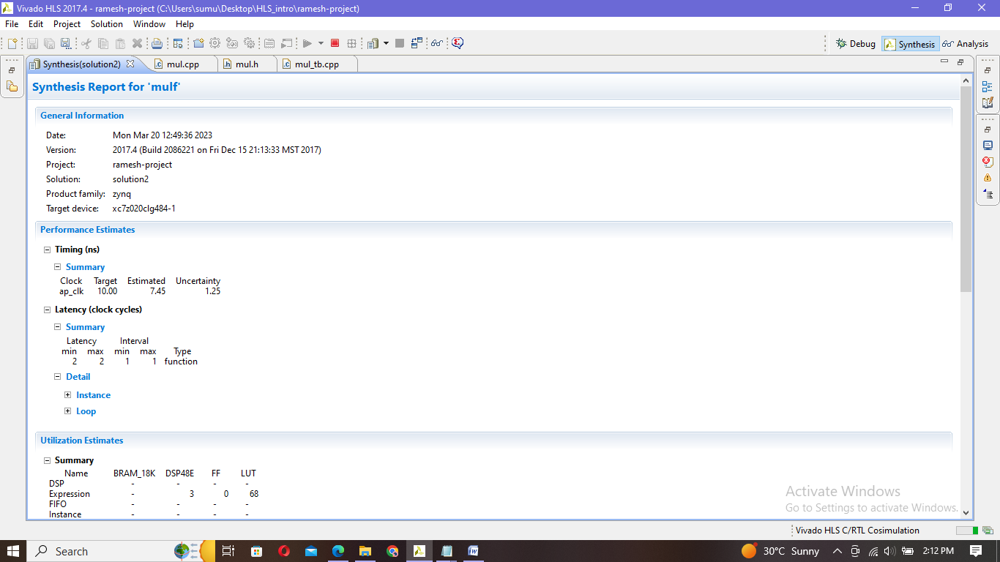 Vivado HLS 2017.4 - ramesh-project (C:\Users\sumu\Desktop\HLS_intro\ramesh-project)
File Edit Project Solution Window Help
Debug Synthesis Analysis
Synthesis(solution2) mul.cpp mul.h mul_tb.cpp
Synthesis Report for 'mulf'
General Information
Date: Mon Mar 20 12:49:36 2023
Version: 2017.4 (Build 2086221 on Fri Dec 15 21:13:33 MST 2017)
Project: ramesh-project
Solution: solution2
Product family: zynq
Target device: xc7z020clg484-1
Performance Estimates
Timing (ns)
Summary
Clock Target Estimated Uncertainty
ap_clk 10.00 7.45 1.25
Latency (clock cycles)
Summary
Latency Interval
min max min max Type
2 2 1 1 function
Detail
Instance
Loop
Utilization Estimates
Summary
Name BRAM_18K DSP48E FF LUT
DSP - - - -
Expression - 3 0 68
FIFO - - - -
Instance - - - -
Activate Windows
Go to Settings to activate Windows.
Vivado HLS C/RTL Cosimulation
Search 30°C Sunny 2:12 PM